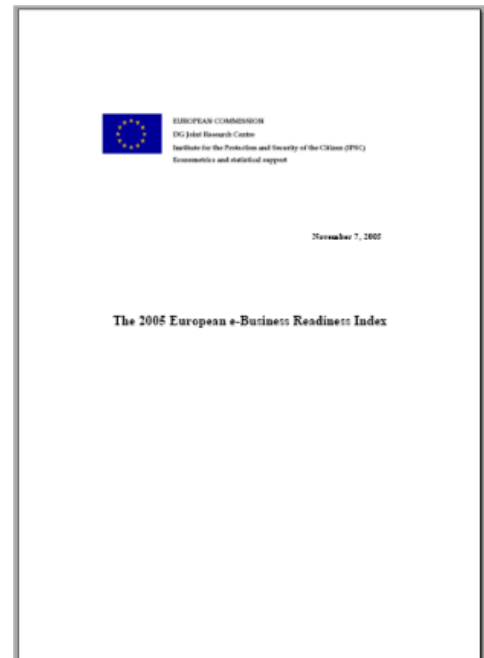 EUROPEAN COMMISSION
DG Joint Research Centre
Institute for the Protection and Security of the Citizen (IPSC)
Econometrics and statistical support
November 7, 2005
The 2005 European e-Business Readiness Index